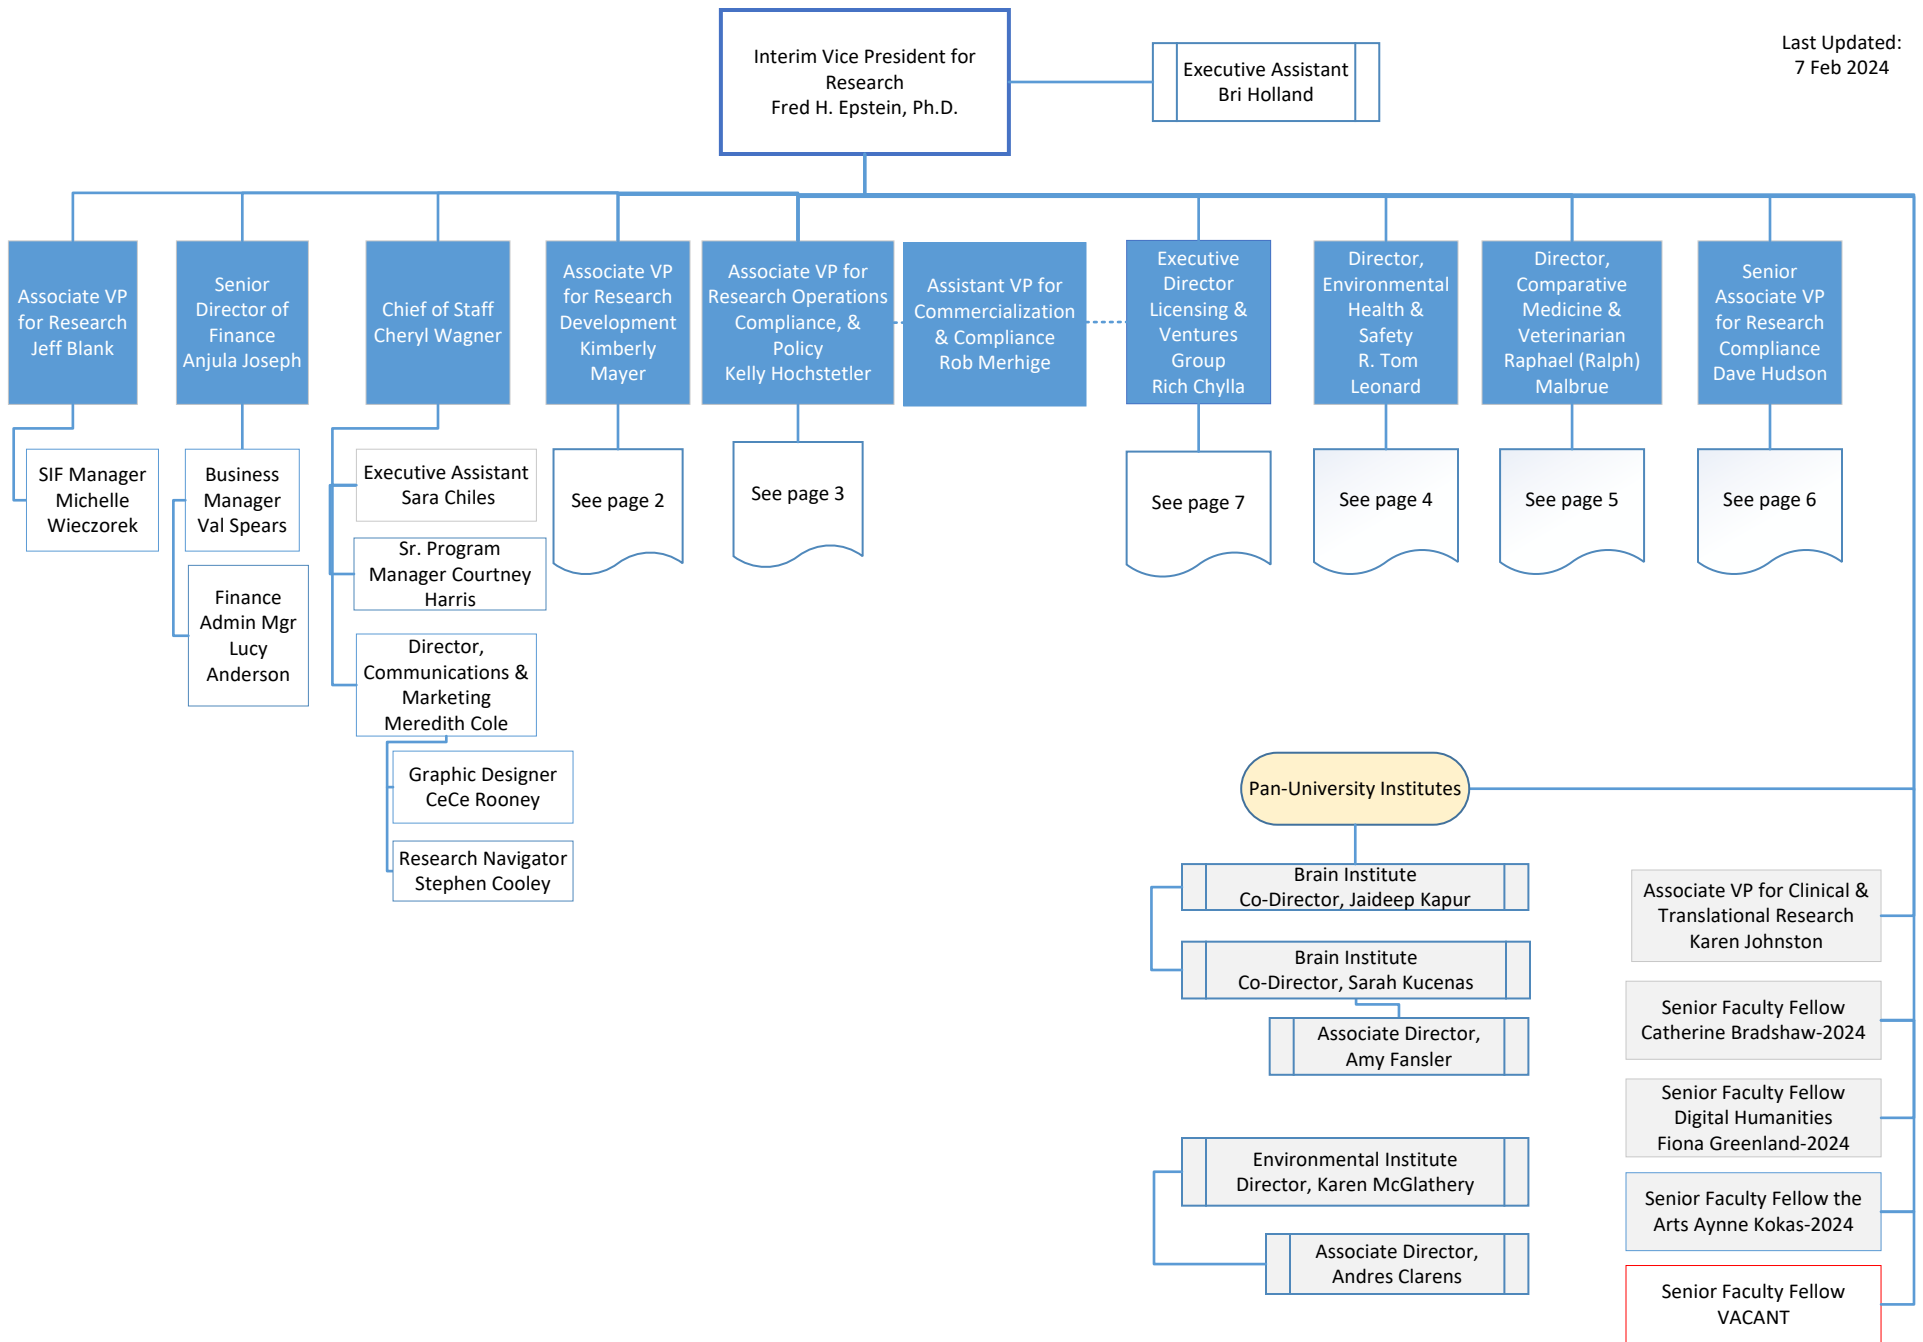 Interim Vice President for
Research
Fred H. Epstein, Ph.D.
Executive Assistant
Bri Holland
Last Updated:
7 Feb 2024
Associate VP
for Research
Jeff Blank
Senior
Director of
Finance
Anjula Joseph
Chief of Staff
Cheryl Wagner
Associate VP
for Research
Development
Kimberly
Mayer
Associate VP for
Research Operations
Compliance, &
Policy
Kelly Hochstetler
Assistant VP for
Commercialization
& Compliance
Rob Merhige
Executive
Director
Licensing &
Ventures
Group
Rich Chylla
Director,
Environmental
Health &
Safety
R. Tom
Leonard
Director,
Comparative
Medicine &
Veterinarian
Raphael (Ralph)
Malbrue
Senior
Associate VP
for Research
Compliance
Dave Hudson
SIF Manager
Michelle
Wieczorek
Business
Manager
Val Spears
Finance
Admin Mgr
Lucy
Anderson
Executive Assistant
Sara Chiles
Sr. Program
Manager Courtney
Harris
Director,
Communications &
Marketing
Meredith Cole
Graphic Designer
CeCe Rooney
Research Navigator
Stephen Cooley
See page 2
See page 3
See page 7
See page 4
See page 5
See page 6
Pan-University Institutes
Brain Institute
Co-Director, Jaideep Kapur
Brain Institute
Co-Director, Sarah Kucenas
Associate Director,
Amy Fansler
Environmental Institute
Director, Karen McGlathery
Associate Director,
Andres Clarens
Associate VP for Clinical &
Translational Research
Karen Johnston
Senior Faculty Fellow
Catherine Bradshaw-2024
Senior Faculty Fellow
Digital Humanities
Fiona Greenland-2024
Senior Faculty Fellow the
Arts Aynne Kokas-2024
Senior Faculty Fellow
VACANT